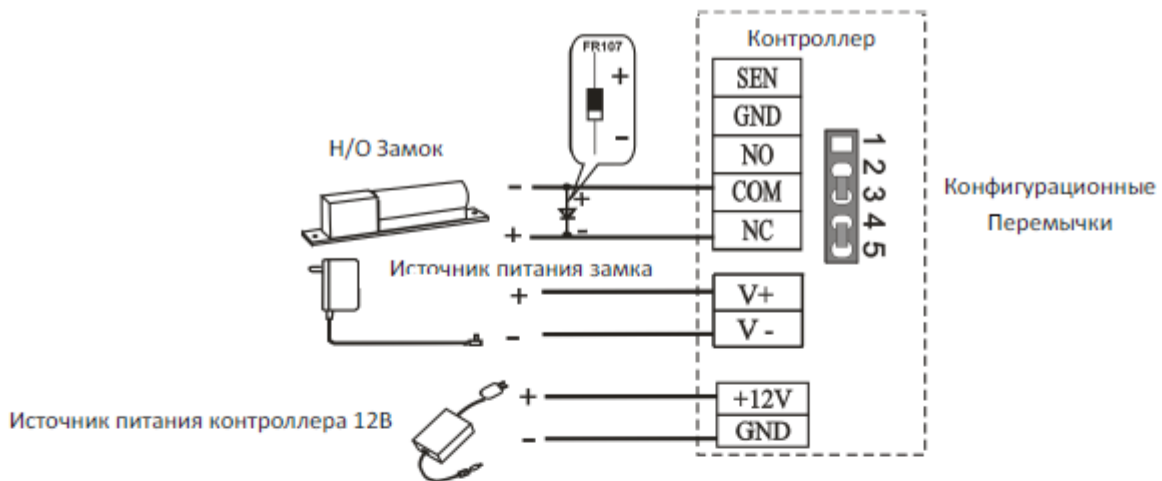 Контроллер
FR107
+
-
SEN
GND
NO
COM
NC
1 2 3 4 5
Н/О Замок
-
+
+
-
Конфигурационные
Перемычки
Источник питания замка
+
-
V+
V -
Источник питания контроллера 12В
+
-
+12V
GND